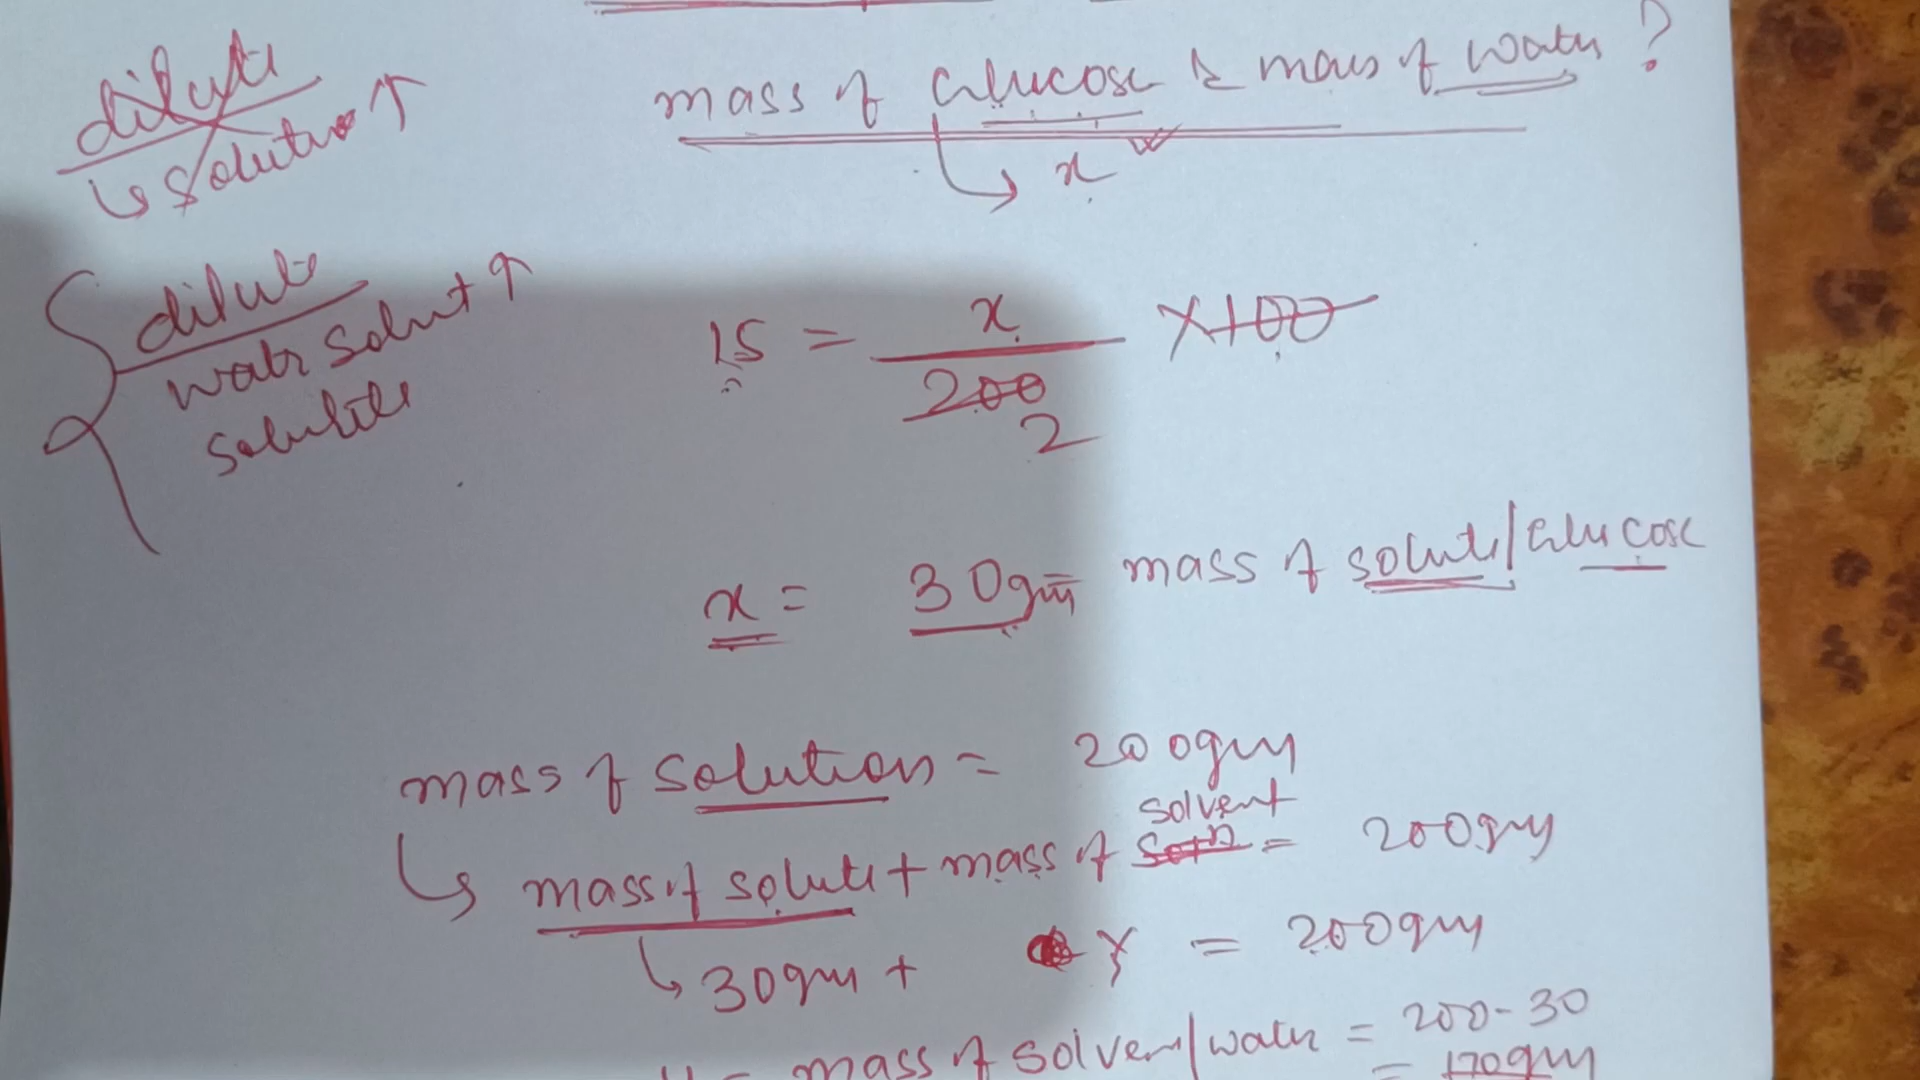 mass of Glucose & mass of water ?
x
dilute
solution ↑
dilute
water solvent ↑
solute
15 = x / 200 × 100
2
x = 30gm = mass of solute/Glucose
mass of solution = 200gm
mass of solute + mass of solvent = 200gm
30gm + Y = 200gm
mass of solvent/water = 200-30
= 170gm